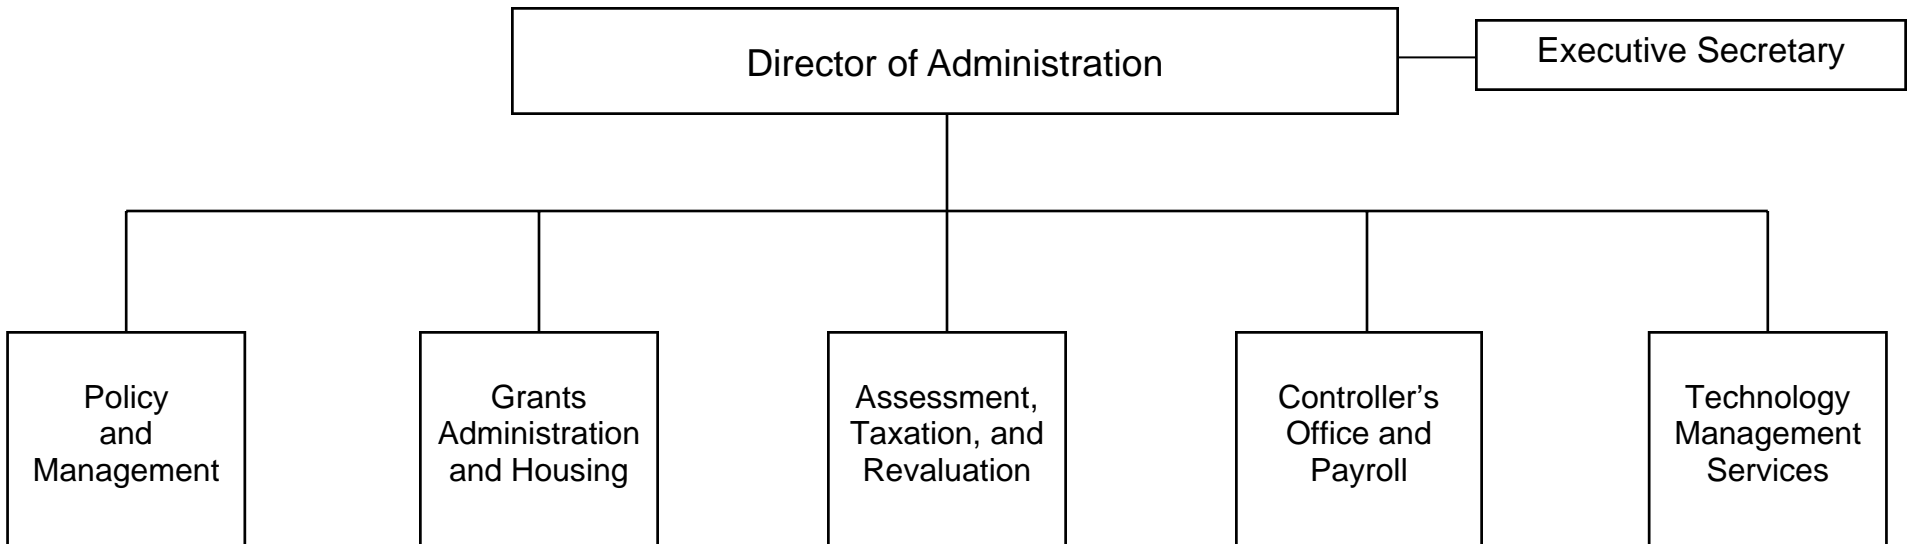 Director of Administration
Executive Secretary
Policy
and
Management
Grants
Administration
and Housing
Assessment,
Taxation, and
Revaluation
Controller’s
Office and
Payroll
Technology
Management
Services